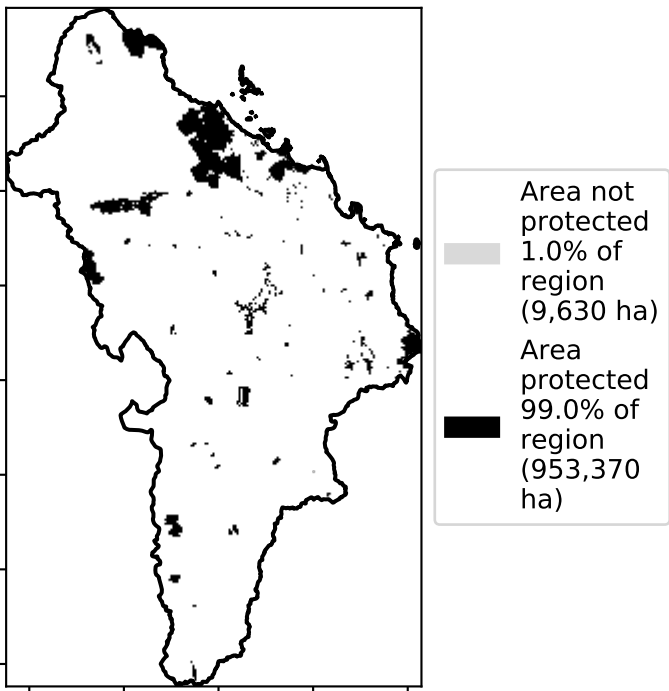 Area not
protected
1.0% of
region
(9,630 ha)
Area
protected
99.0% of
region
(953,370
ha)